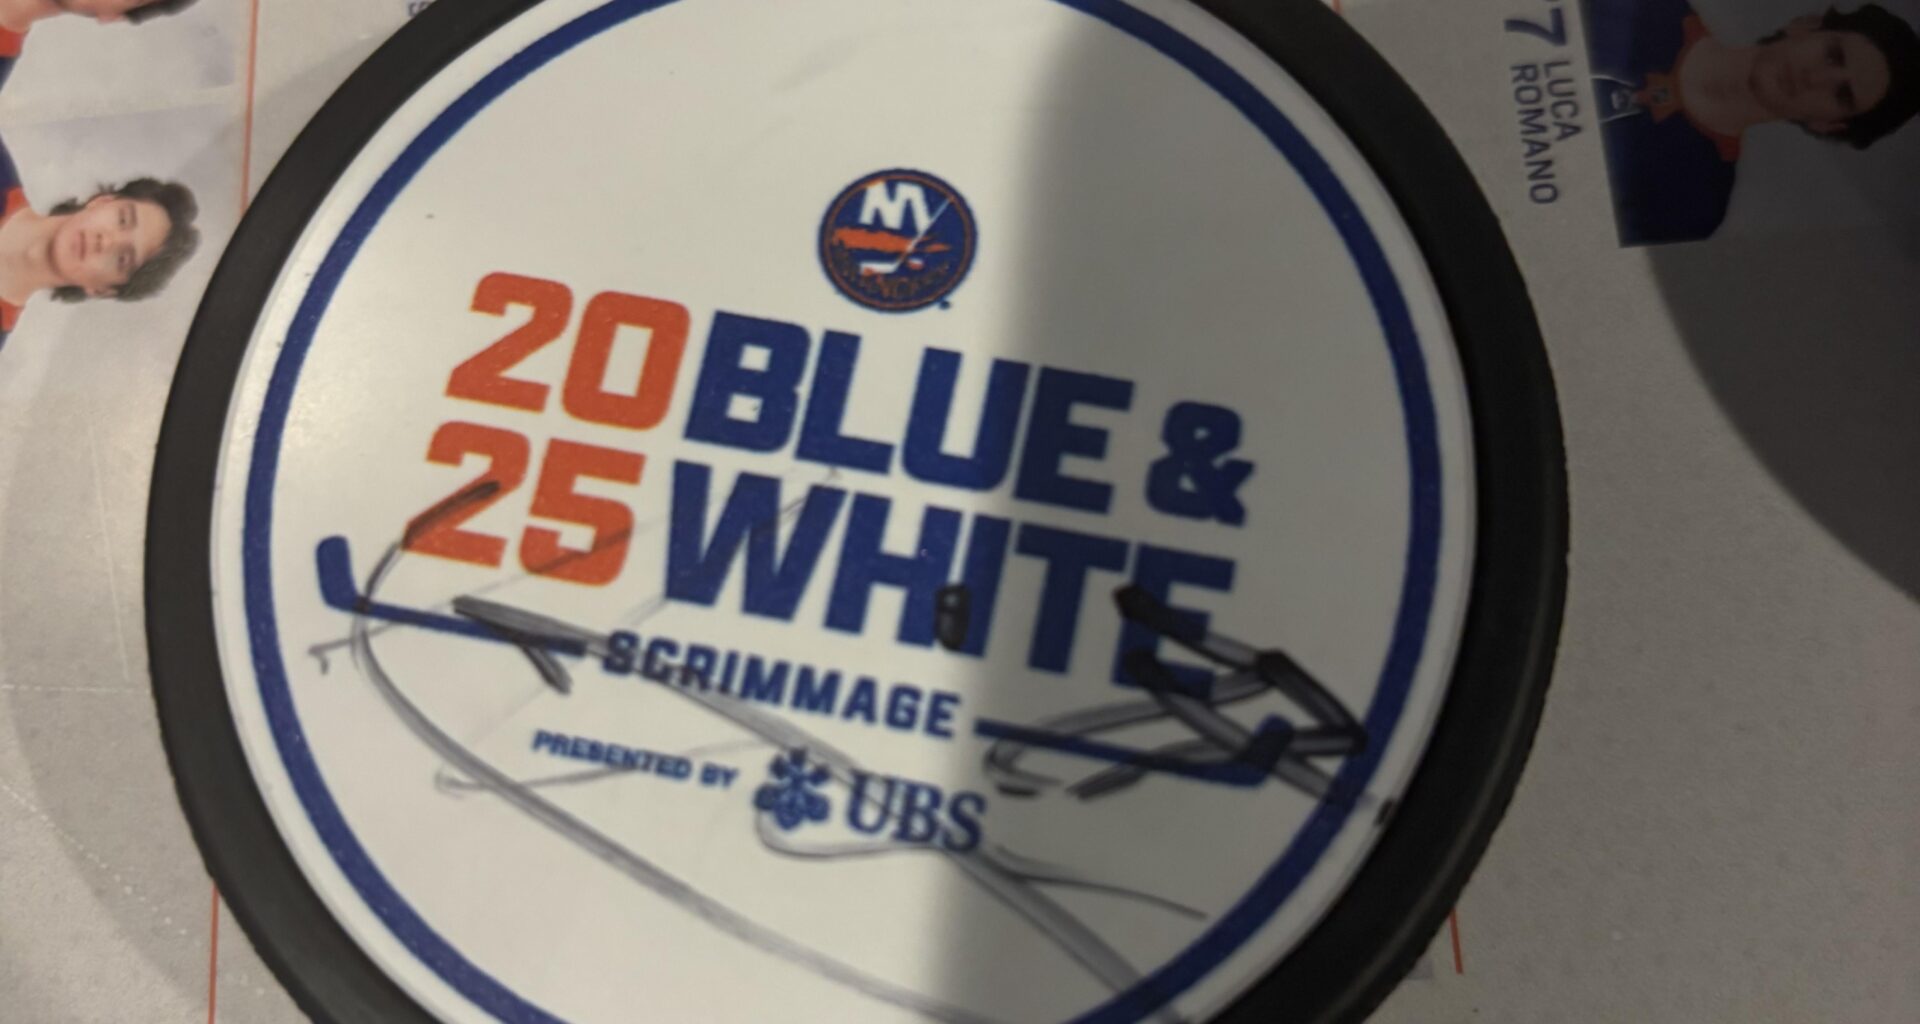 NY
20 BLUE &
25 WHITE
SCRIMMAGE
PRESENTED BY UBS
7 LUCA
ROMANO